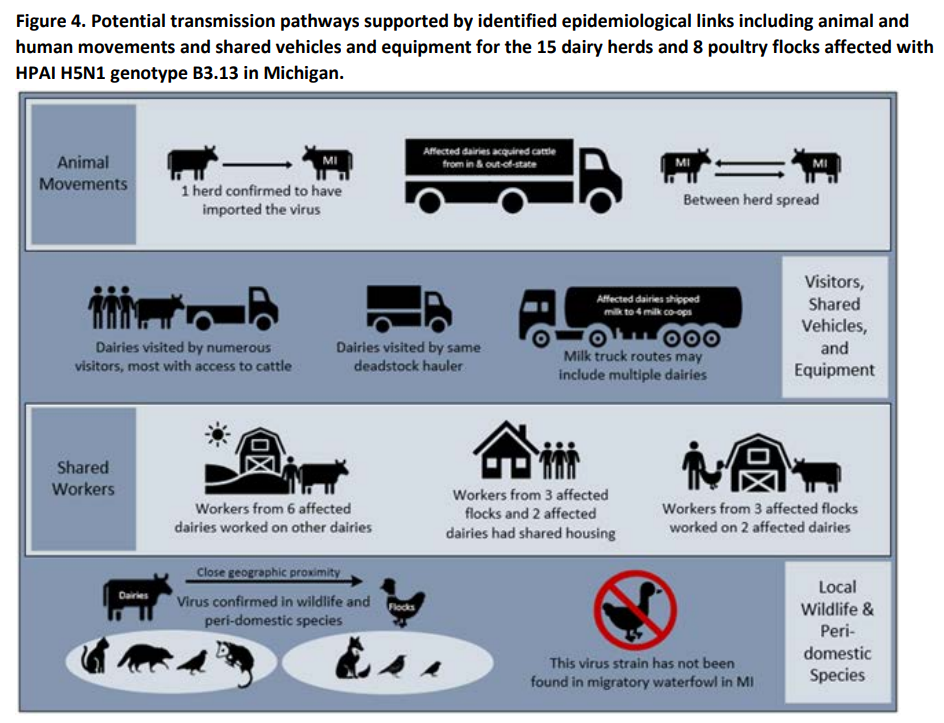 Figure 4. Potential transmission pathways supported by identified epidemiological links including animal and
human movements and shared vehicles and equipment for the 15 dairy herds and 8 poultry flocks affected with
HPAI H5N1 genotype B3.13 in Michigan.
Animal
Movements
MI
1 herd confirmed to have
imported the virus
Affected dairies acquired cattle
from in & out-of-state
MI
MI
Between herd spread
Dairies visited by numerous
visitors, most with access to cattle
Dairies visited by same
deadstock hauler
Affected dairies shipped
milk to 4 milk co-ops
Milk truck routes may
include multiple dairies
Visitors,
Shared
Vehicles,
and
Equipment
Shared
Workers
Workers from 6 affected
dairies worked on other dairies
Workers from 3 affected
flocks and 2 affected
dairies had shared housing
Workers from 3 affected flocks
worked on 2 affected dairies
Dairies
Close geographic proximity
Virus confirmed in wildlife and
peri-domestic species
Flocks
This virus strain has not been
found in migratory waterfowl in MI
Local
Wildlife &
Peri-
domestic
Species